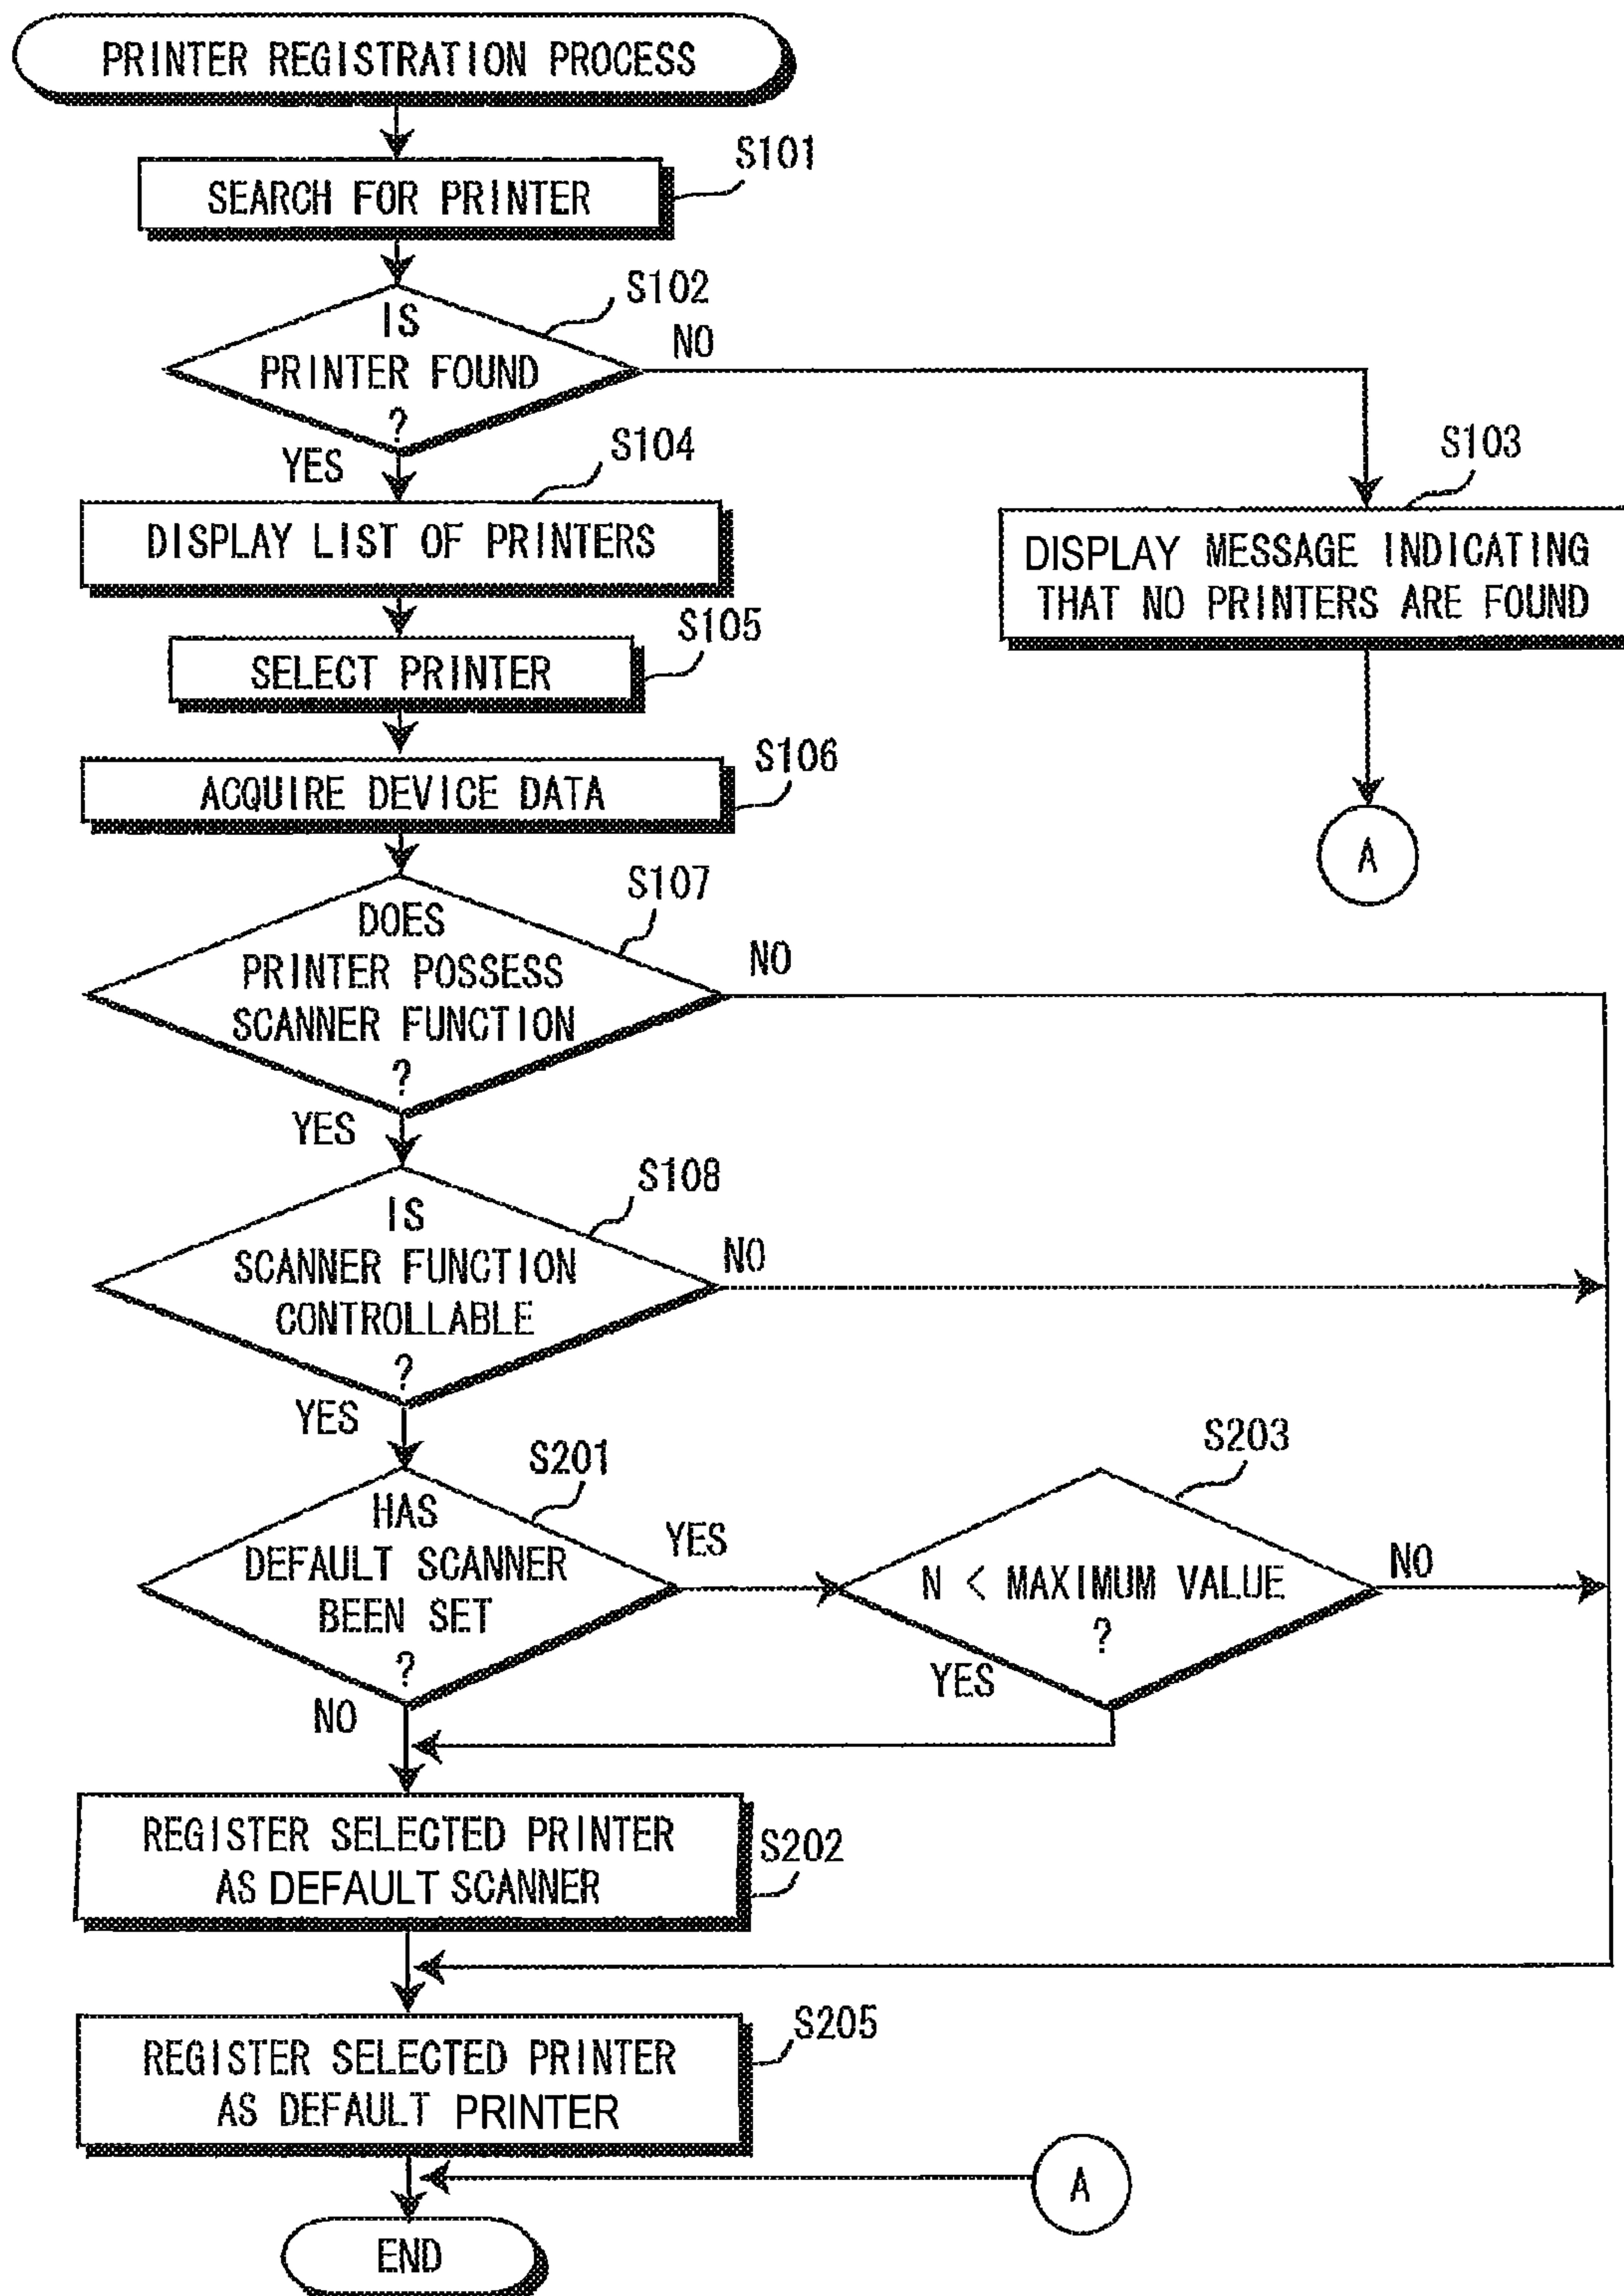 PRINTER REGISTRATION PROCESS
S101
SEARCH FOR PRINTER
S102
IS
PRINTER FOUND
?
NO
YES
S103
DISPLAY MESSAGE INDICATING
THAT NO PRINTERS ARE FOUND
A
S104
DISPLAY LIST OF PRINTERS
S105
SELECT PRINTER
S106
ACQUIRE DEVICE DATA
S107
DOES
PRINTER POSSESS
SCANNER FUNCTION
?
NO
YES
S108
IS
SCANNER FUNCTION
CONTROLLABLE
?
NO
YES
S201
HAS
DEFAULT SCANNER
BEEN SET
?
YES
NO
S203
N < MAXIMUM VALUE
?
NO
YES
REGISTER SELECTED PRINTER
AS DEFAULT SCANNER
S202
S205
REGISTER SELECTED PRINTER
AS DEFAULT PRINTER
A
END